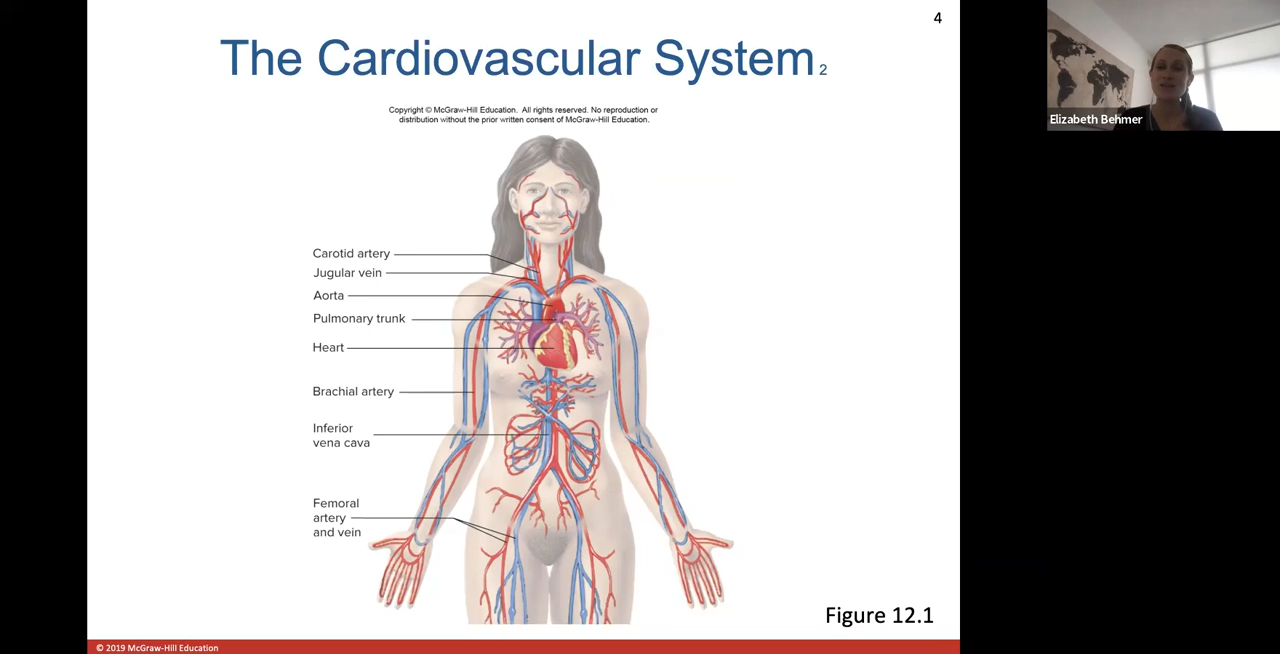 4
The Cardiovascular System 2
Copyright © McGraw-Hill Education. All rights reserved. No reproduction or
distribution without the prior written consent of McGraw-Hill Education.
Carotid artery
Jugular vein
Aorta
Pulmonary trunk
Heart
Brachial artery
Inferior
vena cava
Femoral
artery
and vein
Figure 12.1
© 2019 McGraw-Hill Education
Elizabeth Behmer